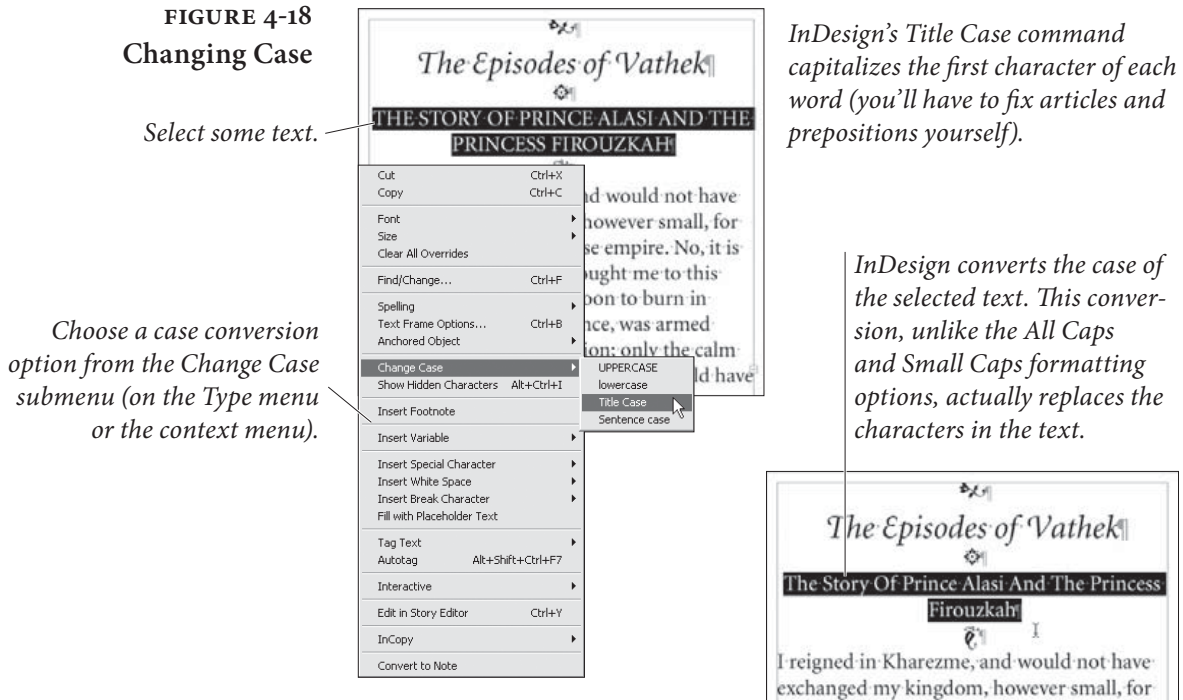 FIGURE 4-18
Changing Case
Select some text.
Choose a case conversion
option from the Change Case
submenu (on the Type menu
or the context menu).
The Episodes of Vathek¶
THE STORY OF PRINCE ALASI AND THE
PRINCESS FIROUZKAH¶
nd would not have
however small, for
se empire. No, it is
ught me to this
oon to burn in
nce, was armed
ion; only the calm
ld have
Cut Ctrl+X
Copy Ctrl+C
Font
Size
Clear All Overrides
Find/Change... Ctrl+F
Spelling
Text Frame Options... Ctrl+B
Anchored Object
Change Case
Show Hidden Characters Alt+Ctrl+I
Insert Footnote
Insert Variable
Insert Special Character
Insert White Space
Insert Break Character
Fill with Placeholder Text
Tag Text
Autotag Alt+Shift+Ctrl+F7
Interactive
Edit in Story Editor Ctrl+Y
InCopy
Convert to Note
UPPERCASE
lowercase
Title Case
Sentence case
InDesign's Title Case command
capitalizes the first character of each
word (you'll have to fix articles and
prepositions yourself).
InDesign converts the case of
the selected text. This conver-
sion, unlike the All Caps
and Small Caps formatting
options, actually replaces the
characters in the text.
The Episodes of Vathek¶
The Story Of Prince Alasi And The Princess
Firouzkah¶
I reigned in Kharezme, and would not have
exchanged my kingdom, however small, for